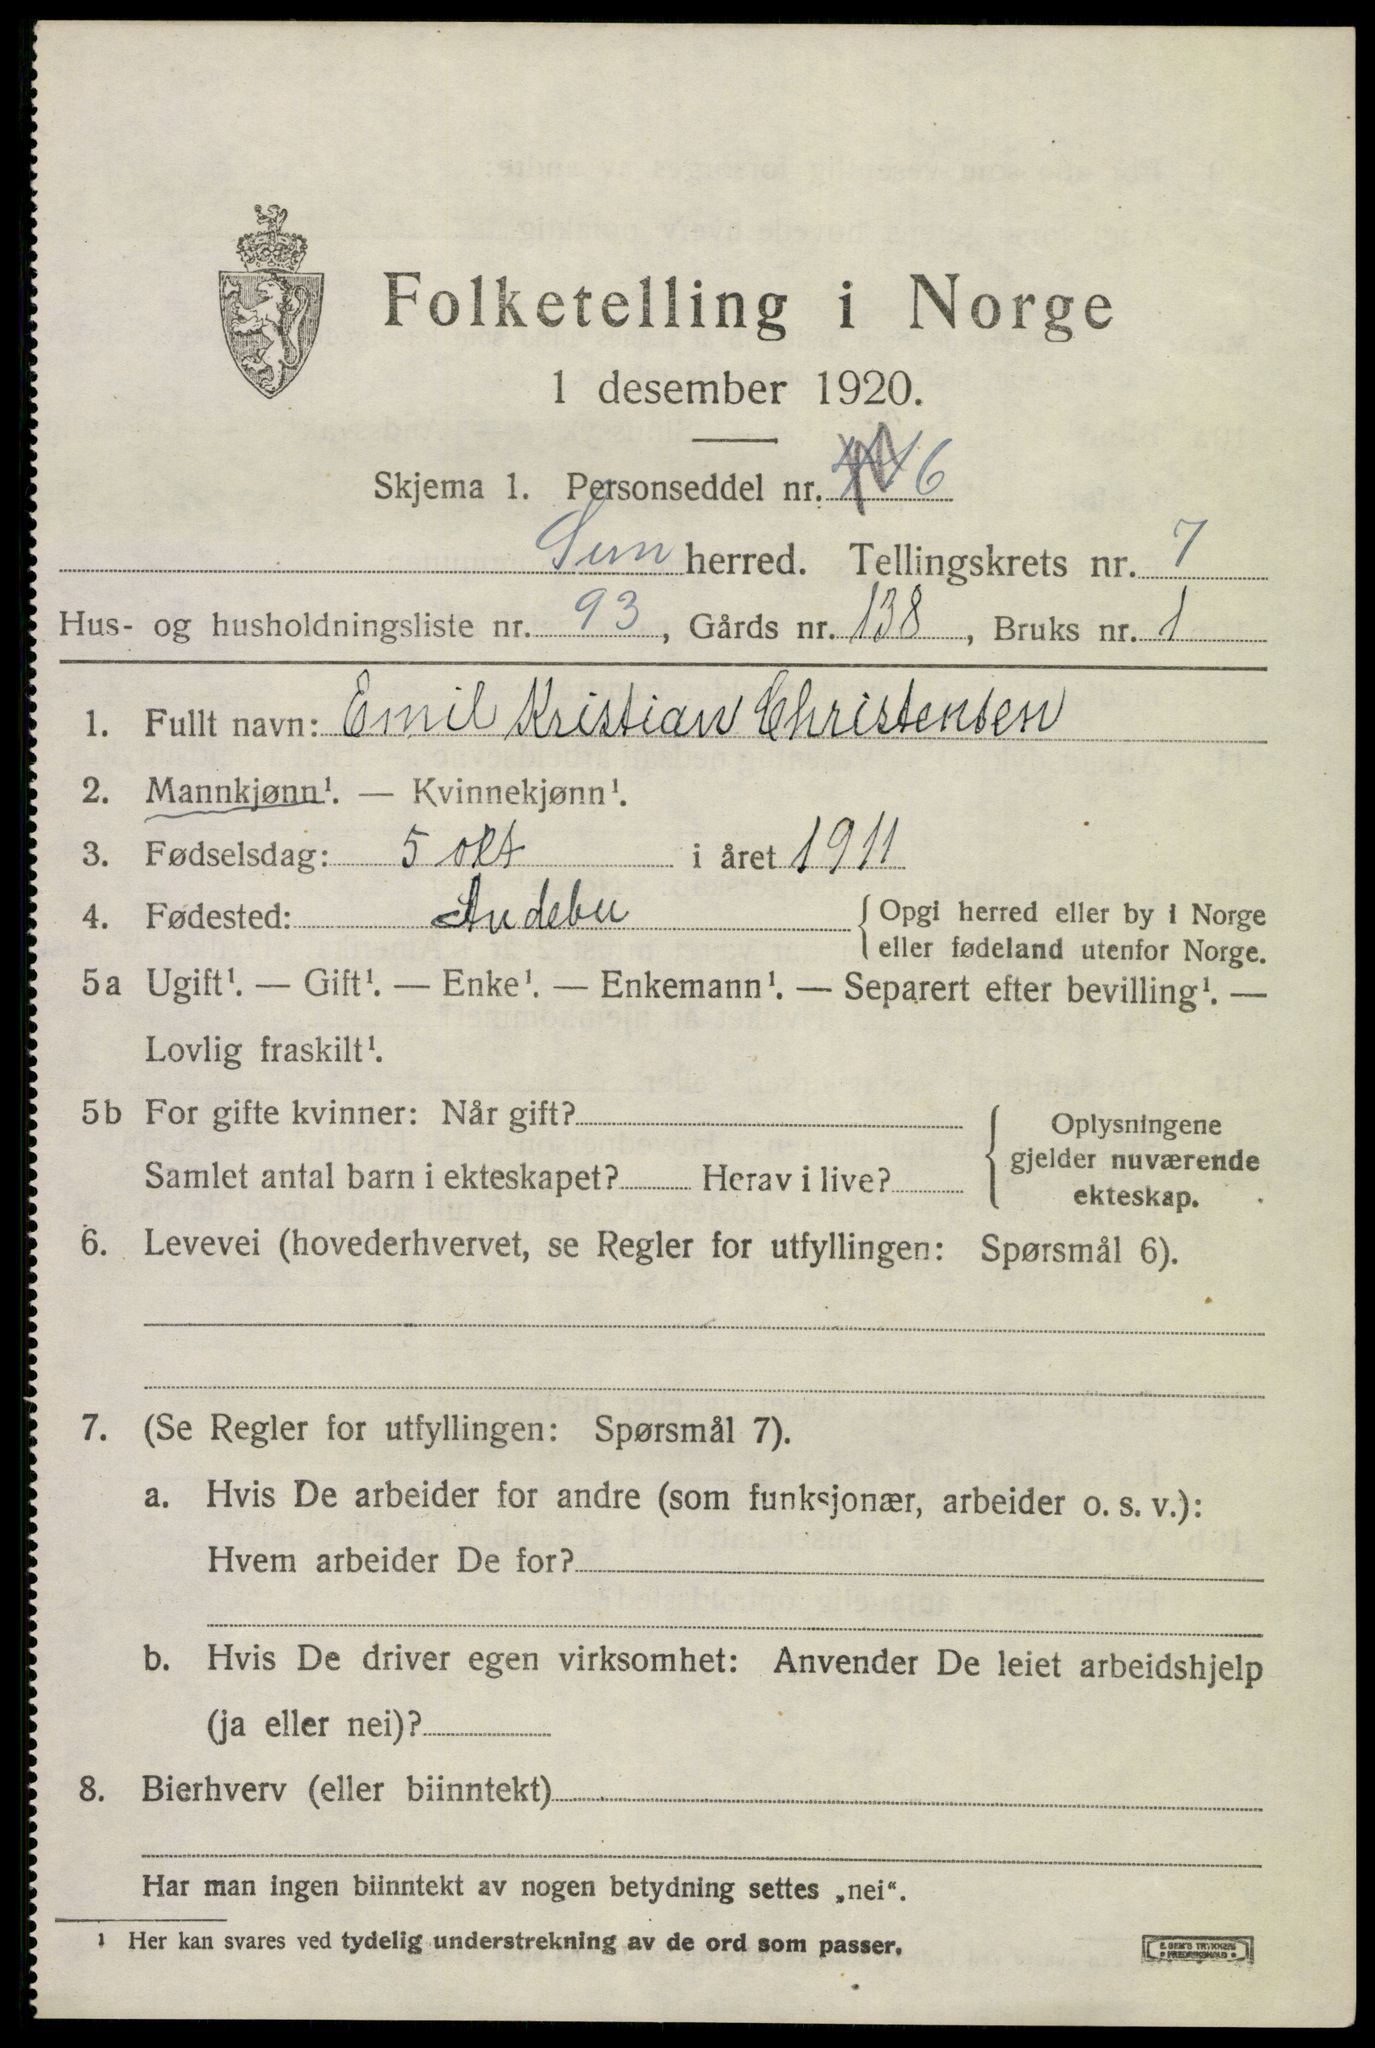 Folketelling i Norge
1 desember 1920.
Skjema 1. Personseddel nr. 6
Sem herred. Tellingskrets nr. 7
Hus- og husholdningsliste nr. 93, Gårds nr. 138, Bruks nr. 1
1. Fullt navn: Emil Kristian Christensen
2. Mannkjønn¹. — Kvinnekjønn¹.
3. Fødselsdag: 5 okt i året 1911
4. Fødested: Andebu
{ Opgi herred eller by i Norge
eller fødeland utenfor Norge.
5a Ugift¹. — Gift¹. — Enke¹. — Enkemann¹. — Separert efter bevilling¹. —
Lovlig fraskilt¹.
5b For gifte kvinner: Når gift?
Samlet antal barn i ekteskapet? Herav i live?
{ Oplysningene
gjelder nuværende
ekteskap.
6. Levevei (hovederhvervet, se Regler for utfyllingen: Spørsmål 6).
7. (Se Regler for utfyllingen: Spørsmål 7).
a. Hvis De arbeider for andre (som funksjonær, arbeider o. s. v.):
Hvem arbeider De for?
b. Hvis De driver egen virksomhet: Anvender De leiet arbeidshjelp
(ja eller nei)?
8. Bierhverv (eller biinntekt)
Har man ingen biinntekt av nogen betydning settes „nei“.
¹ Her kan svares ved tydelig understrekning av de ord som passer.